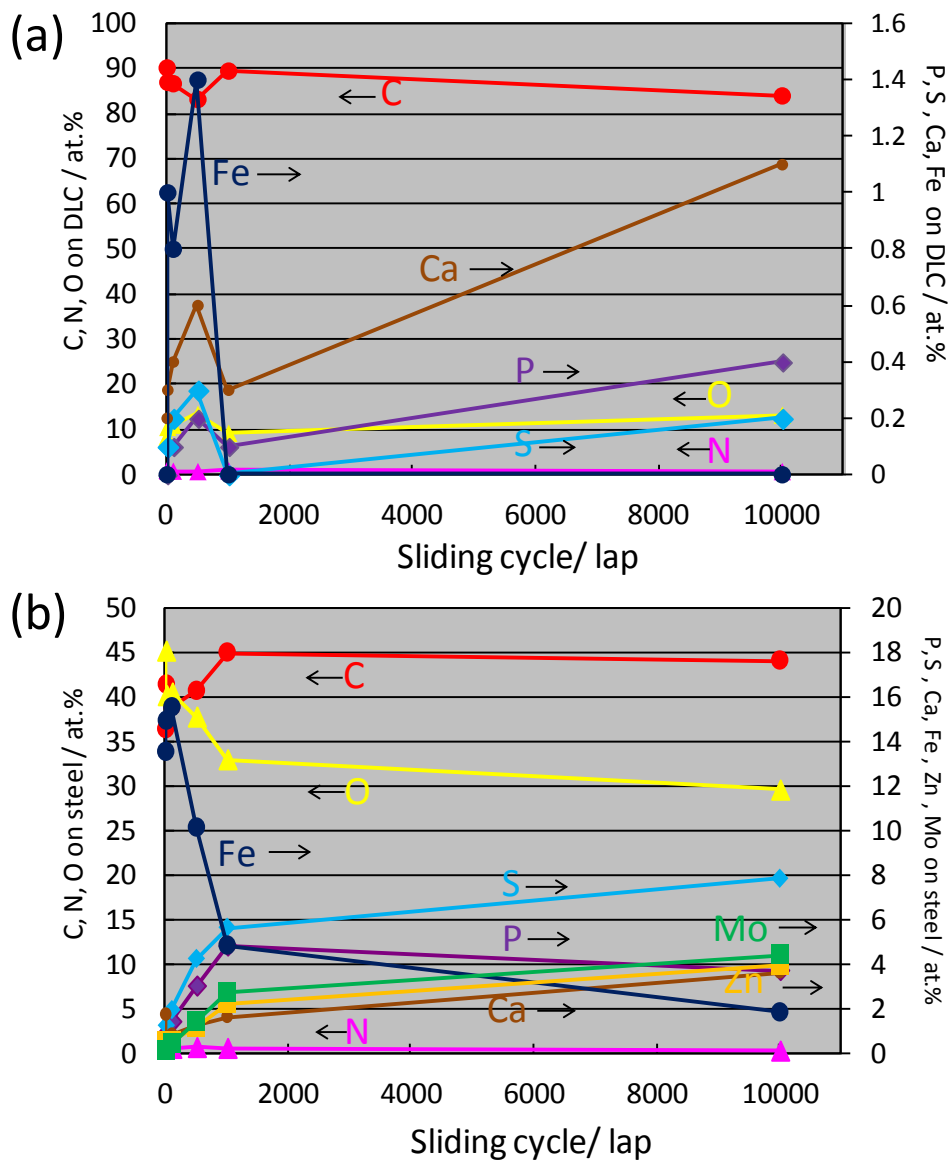 (a)
C, N, O on DLC / at.%
100
90
80
70
60
50
40
30
20
10
0
P, S , Ca, Fe on DLC / at.%
1.6
1.4
1.2
1
0.8
0.6
0.4
0.2
0
C
Fe
Ca
P
O
S
N
0 2000 4000 6000 8000 10000
Sliding cycle/ lap
(b)
C, N, O on steel / at.%
50
45
40
35
30
25
20
15
10
5
0
P, S , Ca, Fe , Zn , Mo on steel / at.%
20
18
16
14
12
10
8
6
4
2
0
C
O
Fe
S
P
Mo
Zn
Ca
N
0 2000 4000 6000 8000 10000
Sliding cycle/ lap